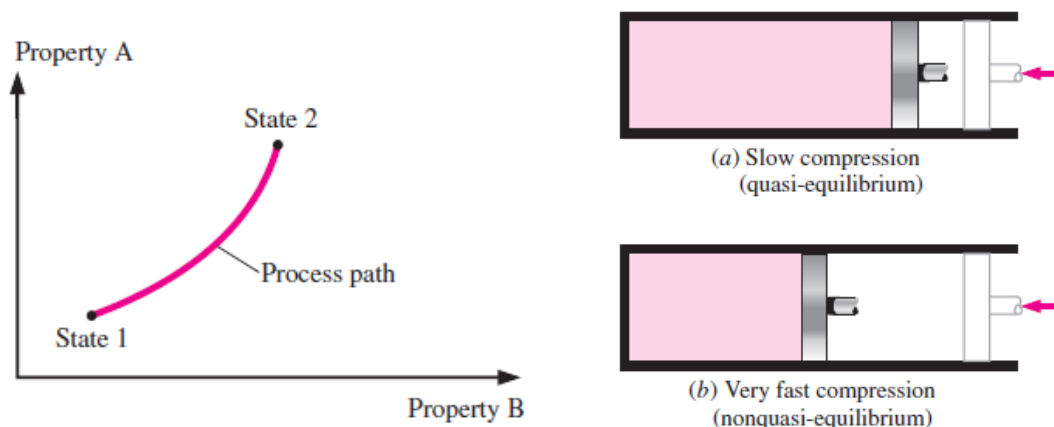 Property A
State 2
Process path
State 1
Property B
(a) Slow compression
(quasi-equilibrium)
(b) Very fast compression
(nonquasi-equilibrium)